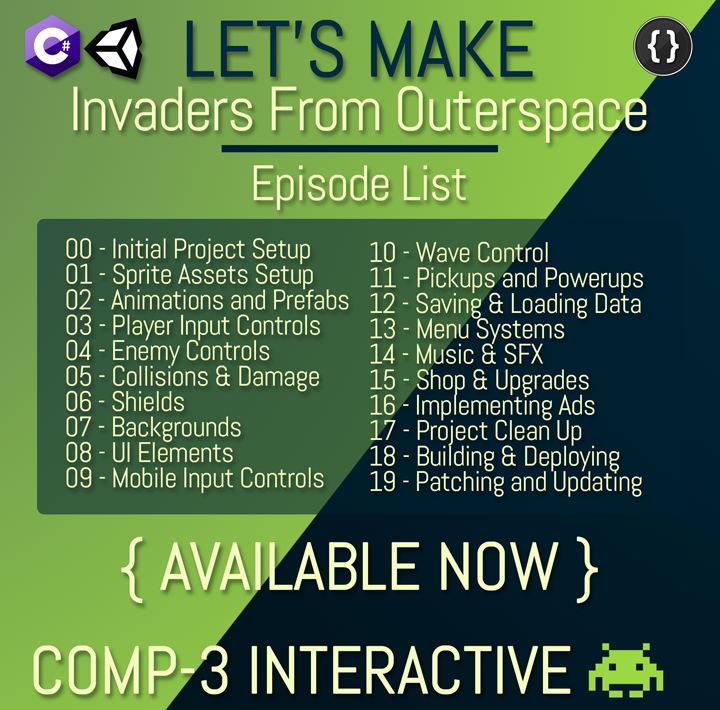 C#
{}
LET'S MAKE
Invaders From Outerspace
Episode List
00 - Initial Project Setup
01 - Sprite Assets Setup
02 - Animations and Prefabs
03 - Player Input Controls
04 - Enemy Controls
05 - Collisions & Damage
06 - Shields
07 - Backgrounds
08 - UI Elements
09 - Mobile Input Controls
10 - Wave Control
11 - Pickups and Powerups
12 - Saving & Loading Data
13 - Menu Systems
14 - Music & SFX
15 - Shop & Upgrades
16 - Implementing Ads
17 - Project Clean Up
18 - Building & Deploying
19 - Patching and Updating
{ AVAILABLE NOW }
COMP-3 INTERACTIVE